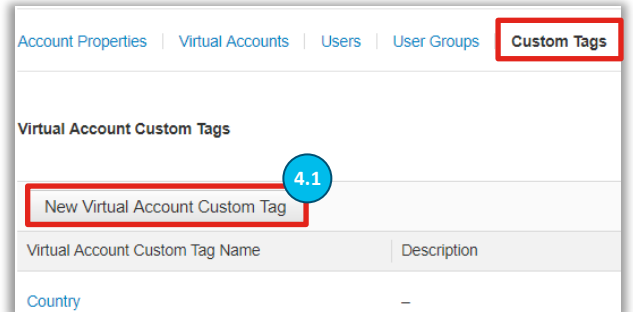 Account Properties | Virtual Accounts | Users | User Groups | Custom Tags
Virtual Account Custom Tags
4.1
New Virtual Account Custom Tag
Virtual Account Custom Tag Name Description
Country –